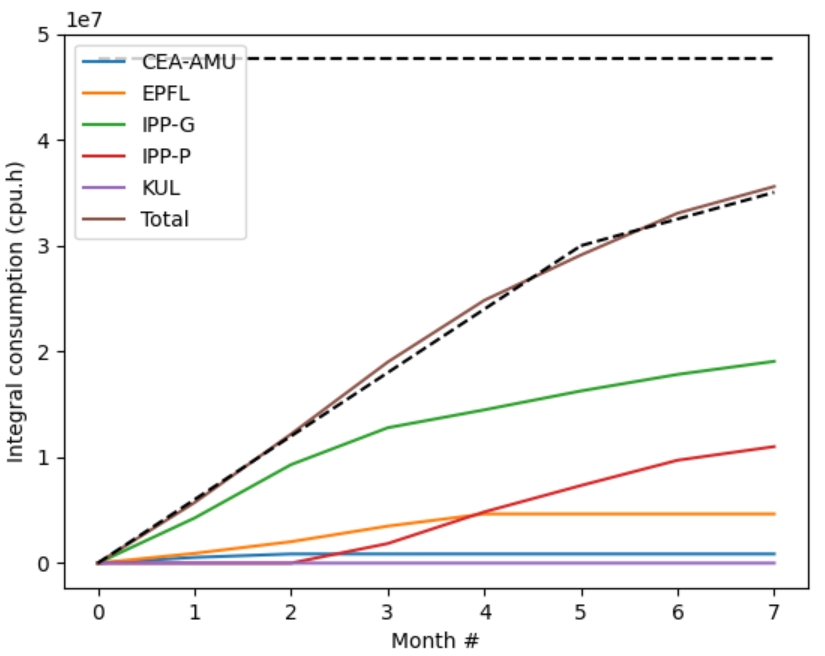 1e7
5
4
3
2
1
0
Integral consumption (cpu.h)
CEA-AMU
EPFL
IPP-G
IPP-P
KUL
Total
0 1 2 3 4 5 6 7
Month #